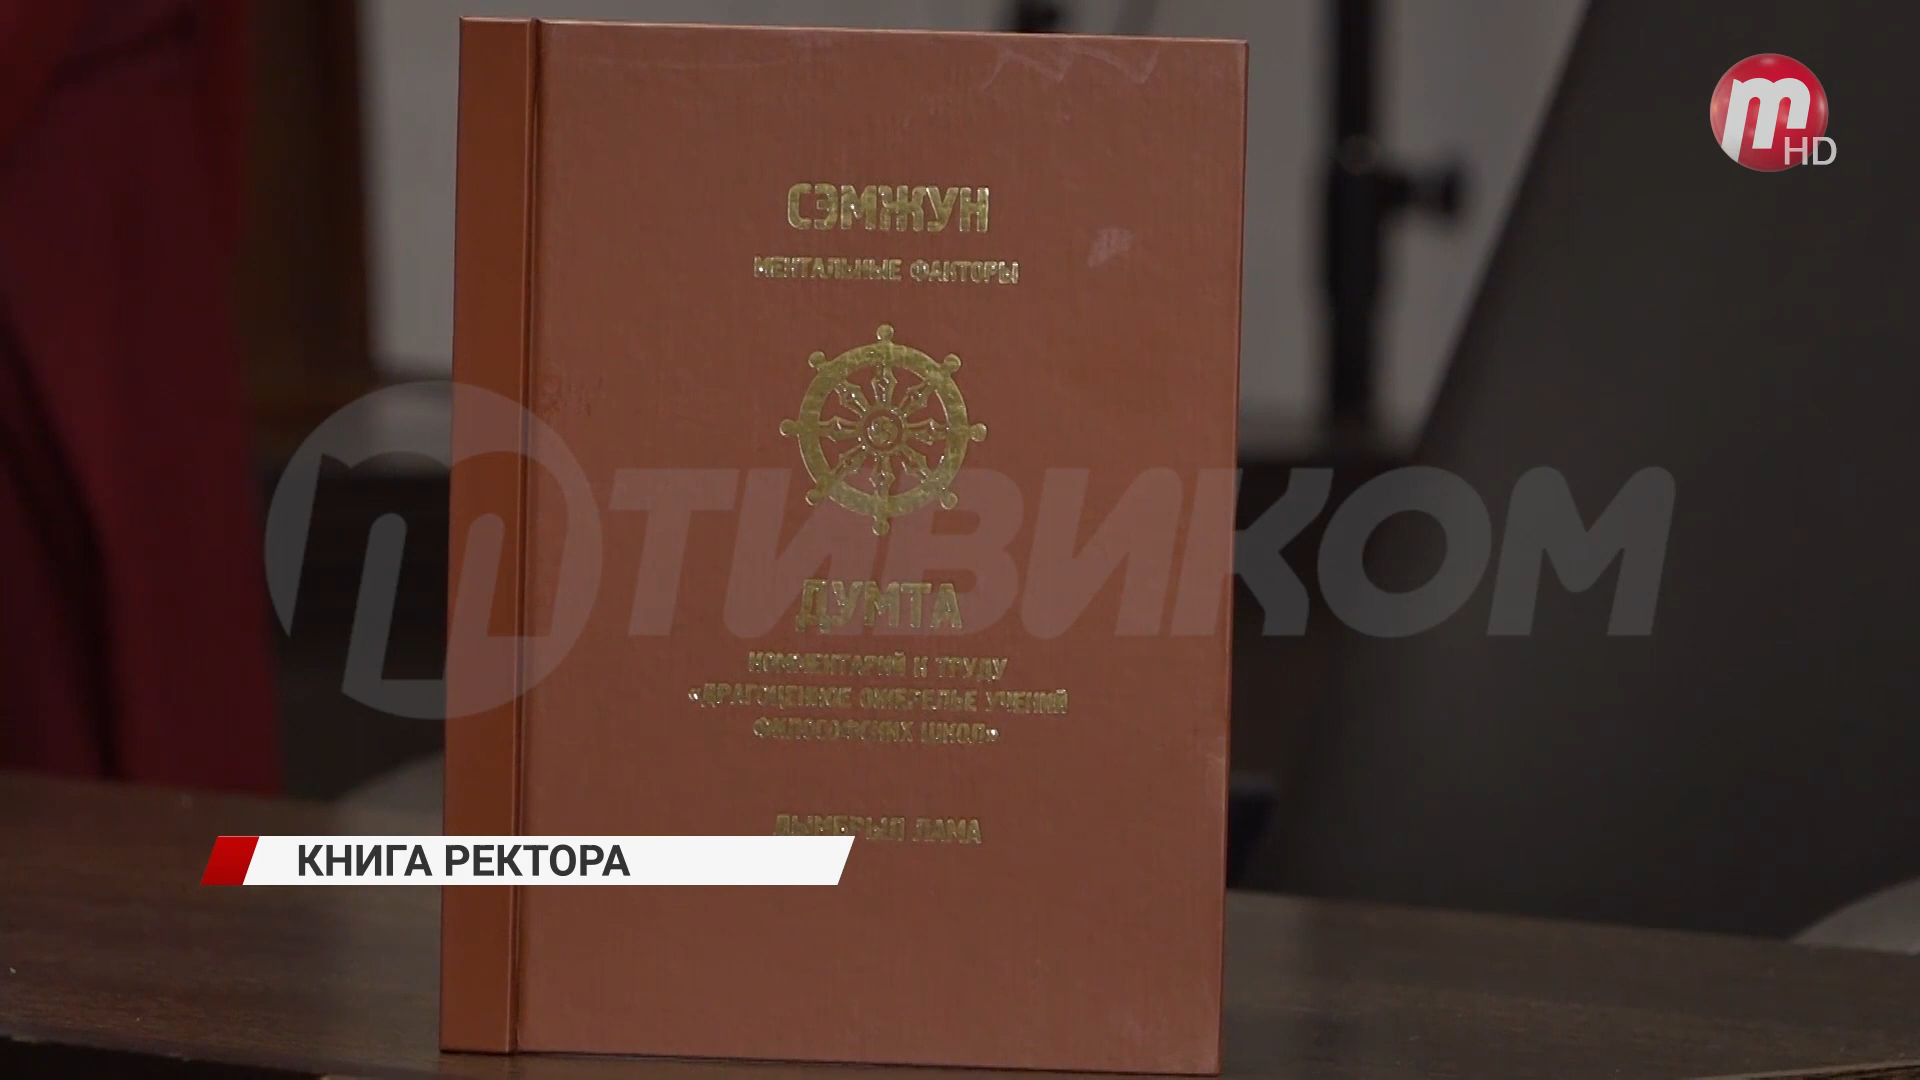 СЭМЖУН
МЕНТАЛЬНЫЕ ФАКТОРЫ
ДУМТА
КОММЕНТАРИЙ К ТРУДУ
«ДРАГОЦЕННОЕ ОЖЕРЕЛЬЕ УЧЕНИЙ
ФИЛОСОФСКИХ ШКОЛ»
ЛАМА
КНИГА РЕКТОРА
ТИВИКОМ
HD